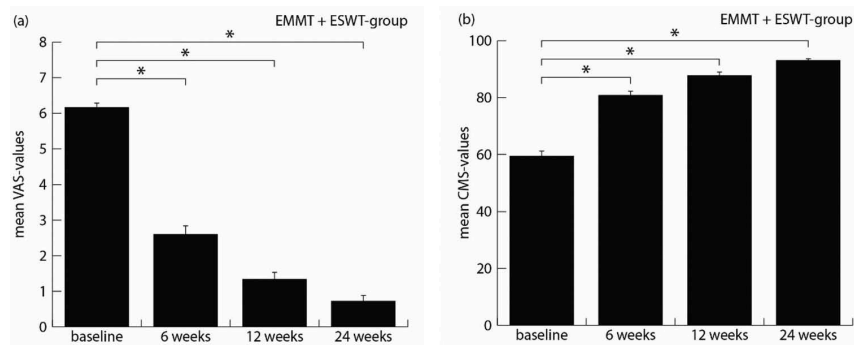 (a)
EMMT + ESWT-group
8
7
6
5
4
3
2
1
0
mean VAS-values
*
*
*
baseline
6 weeks
12 weeks
24 weeks
(b)
EMMT + ESWT-group
100
80
60
40
20
0
mean CMS-values
*
*
*
baseline
6 weeks
12 weeks
24 weeks